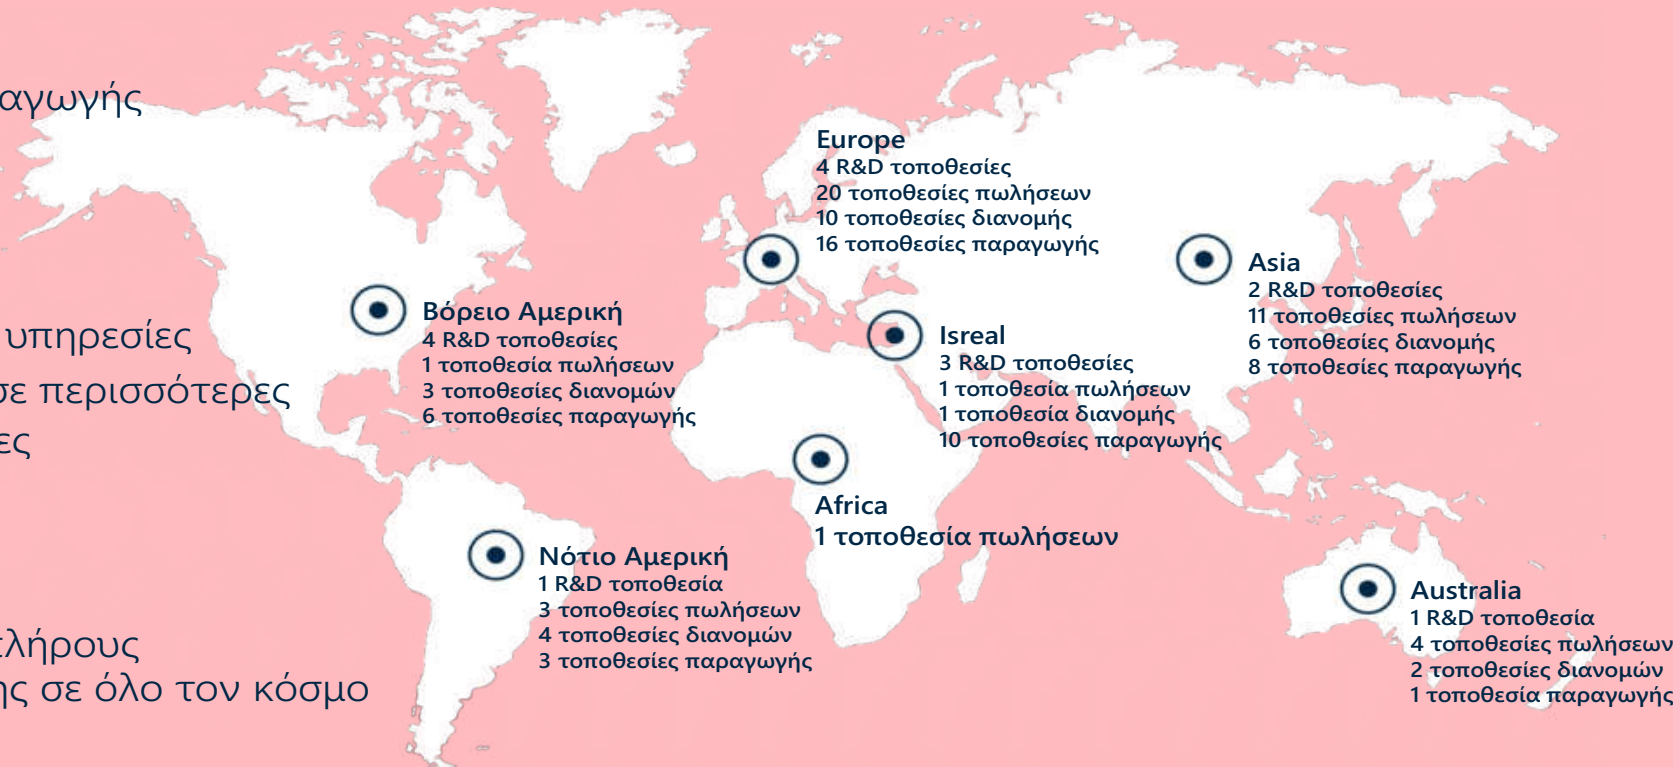 υπηρεσίες
σε περισσότερες
σε όλο τον κόσμο
Europe
4 R&D τοποθεσίες
20 τοποθεσίες πωλήσεων
10 τοποθεσίες διανομής
16 τοποθεσίες παραγωγής
Asia
2 R&D τοποθεσίες
11 τοποθεσίες πωλήσεων
6 τοποθεσίες διανομής
8 τοποθεσίες παραγωγής
Βόρειο Αμερική
4 R&D τοποθεσίες
1 τοποθεσία πωλήσεων
3 τοποθεσίες διανομών
6 τοποθεσίες παραγωγής
Isreal
3 R&D τοποθεσίες
1 τοποθεσία πωλήσεων
1 τοποθεσία διανομής
10 τοποθεσίες παραγωγής
Africa
1 τοποθεσία πωλήσεων
Νότιο Αμερική
1 R&D τοποθεσία
3 τοποθεσίες πωλήσεων
4 τοποθεσίες διανομών
3 τοποθεσίες παραγωγής
Australia
1 R&D τοποθεσία
4 τοποθεσίες πωλήσεων
2 τοποθεσίες διανομών
1 τοποθεσία παραγωγής